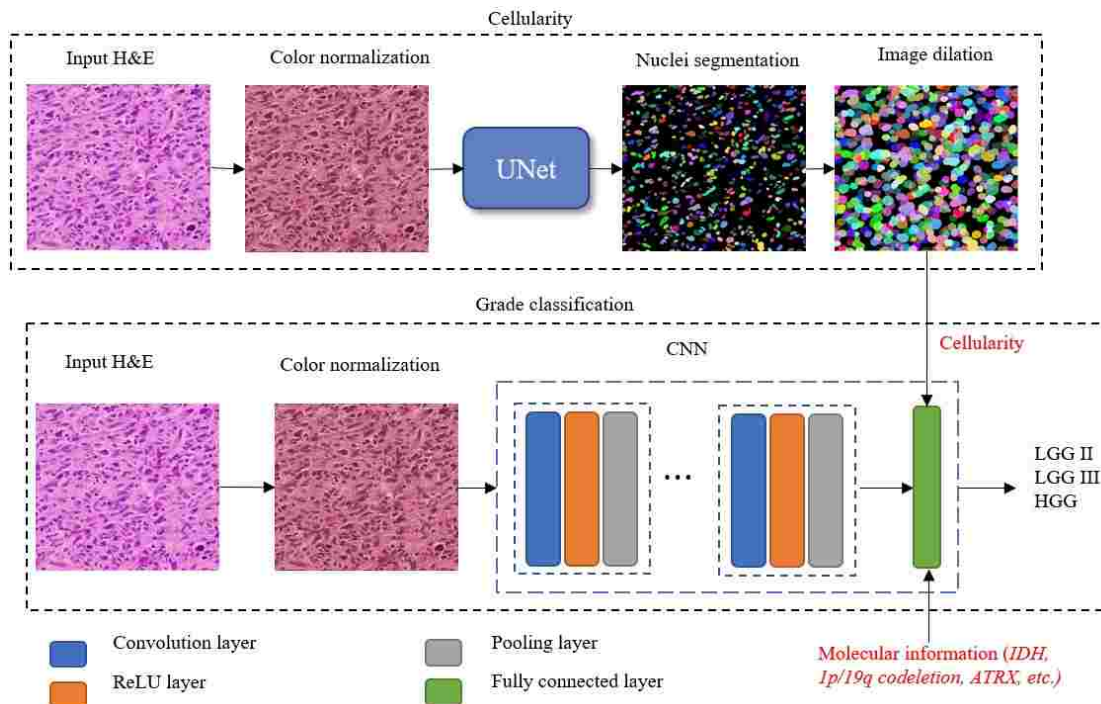 Cellularity
Input H&E
Color normalization
Nuclei segmentation
Image dilation
UNet
Grade classification
Cellularity
Input H&E
Color normalization
CNN
...
LGG II
LGG III
HGG
Convolution layer
Pooling layer
ReLU layer
Fully connected layer
Molecular information (IDH,
1p/19q codeletion, ATRX, etc.)